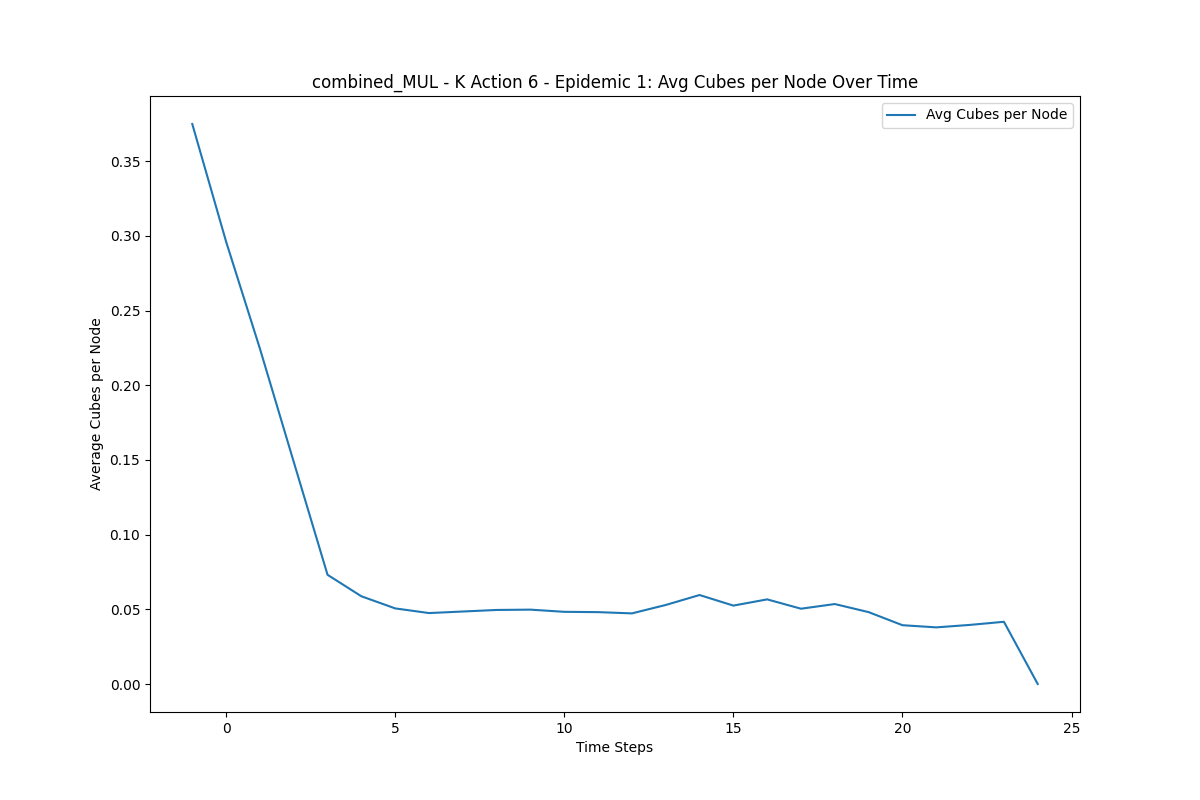 combined_MUL - K Action 6 - Epidemic 1: Avg Cubes per Node Over Time
Avg Cubes per Node
Average Cubes per Node
0.35
0.30
0.25
0.20
0.15
0.10
0.05
0.00
0 5 10 15 20 25
Time Steps